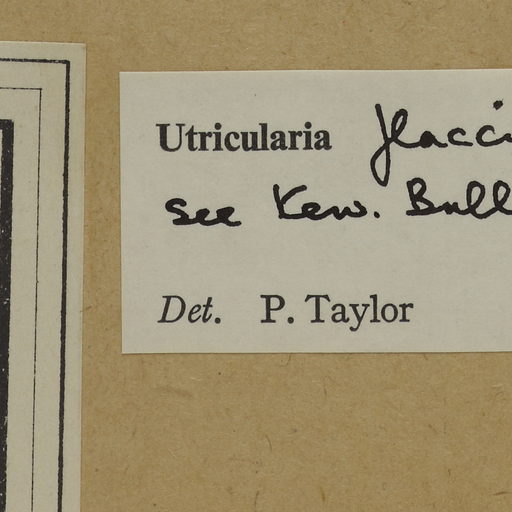 Utricularia flacci
see Kew. Bull
Det. P. Taylor